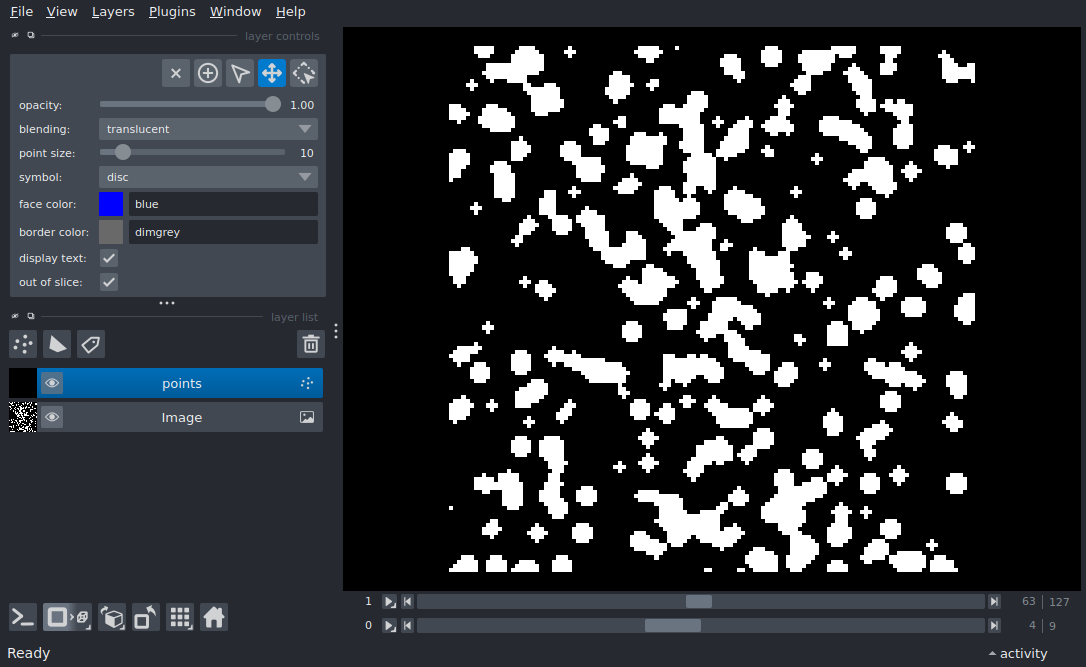 File View Layers Plugins Window Help
layer controls
opacity: 1.00
blending: translucent
point size: 10
symbol: disc
face color: blue
border color: dimgrey
display text:
out of slice:
layer list
points
Image
1 63 | 127
0 4 | 9
Ready activity